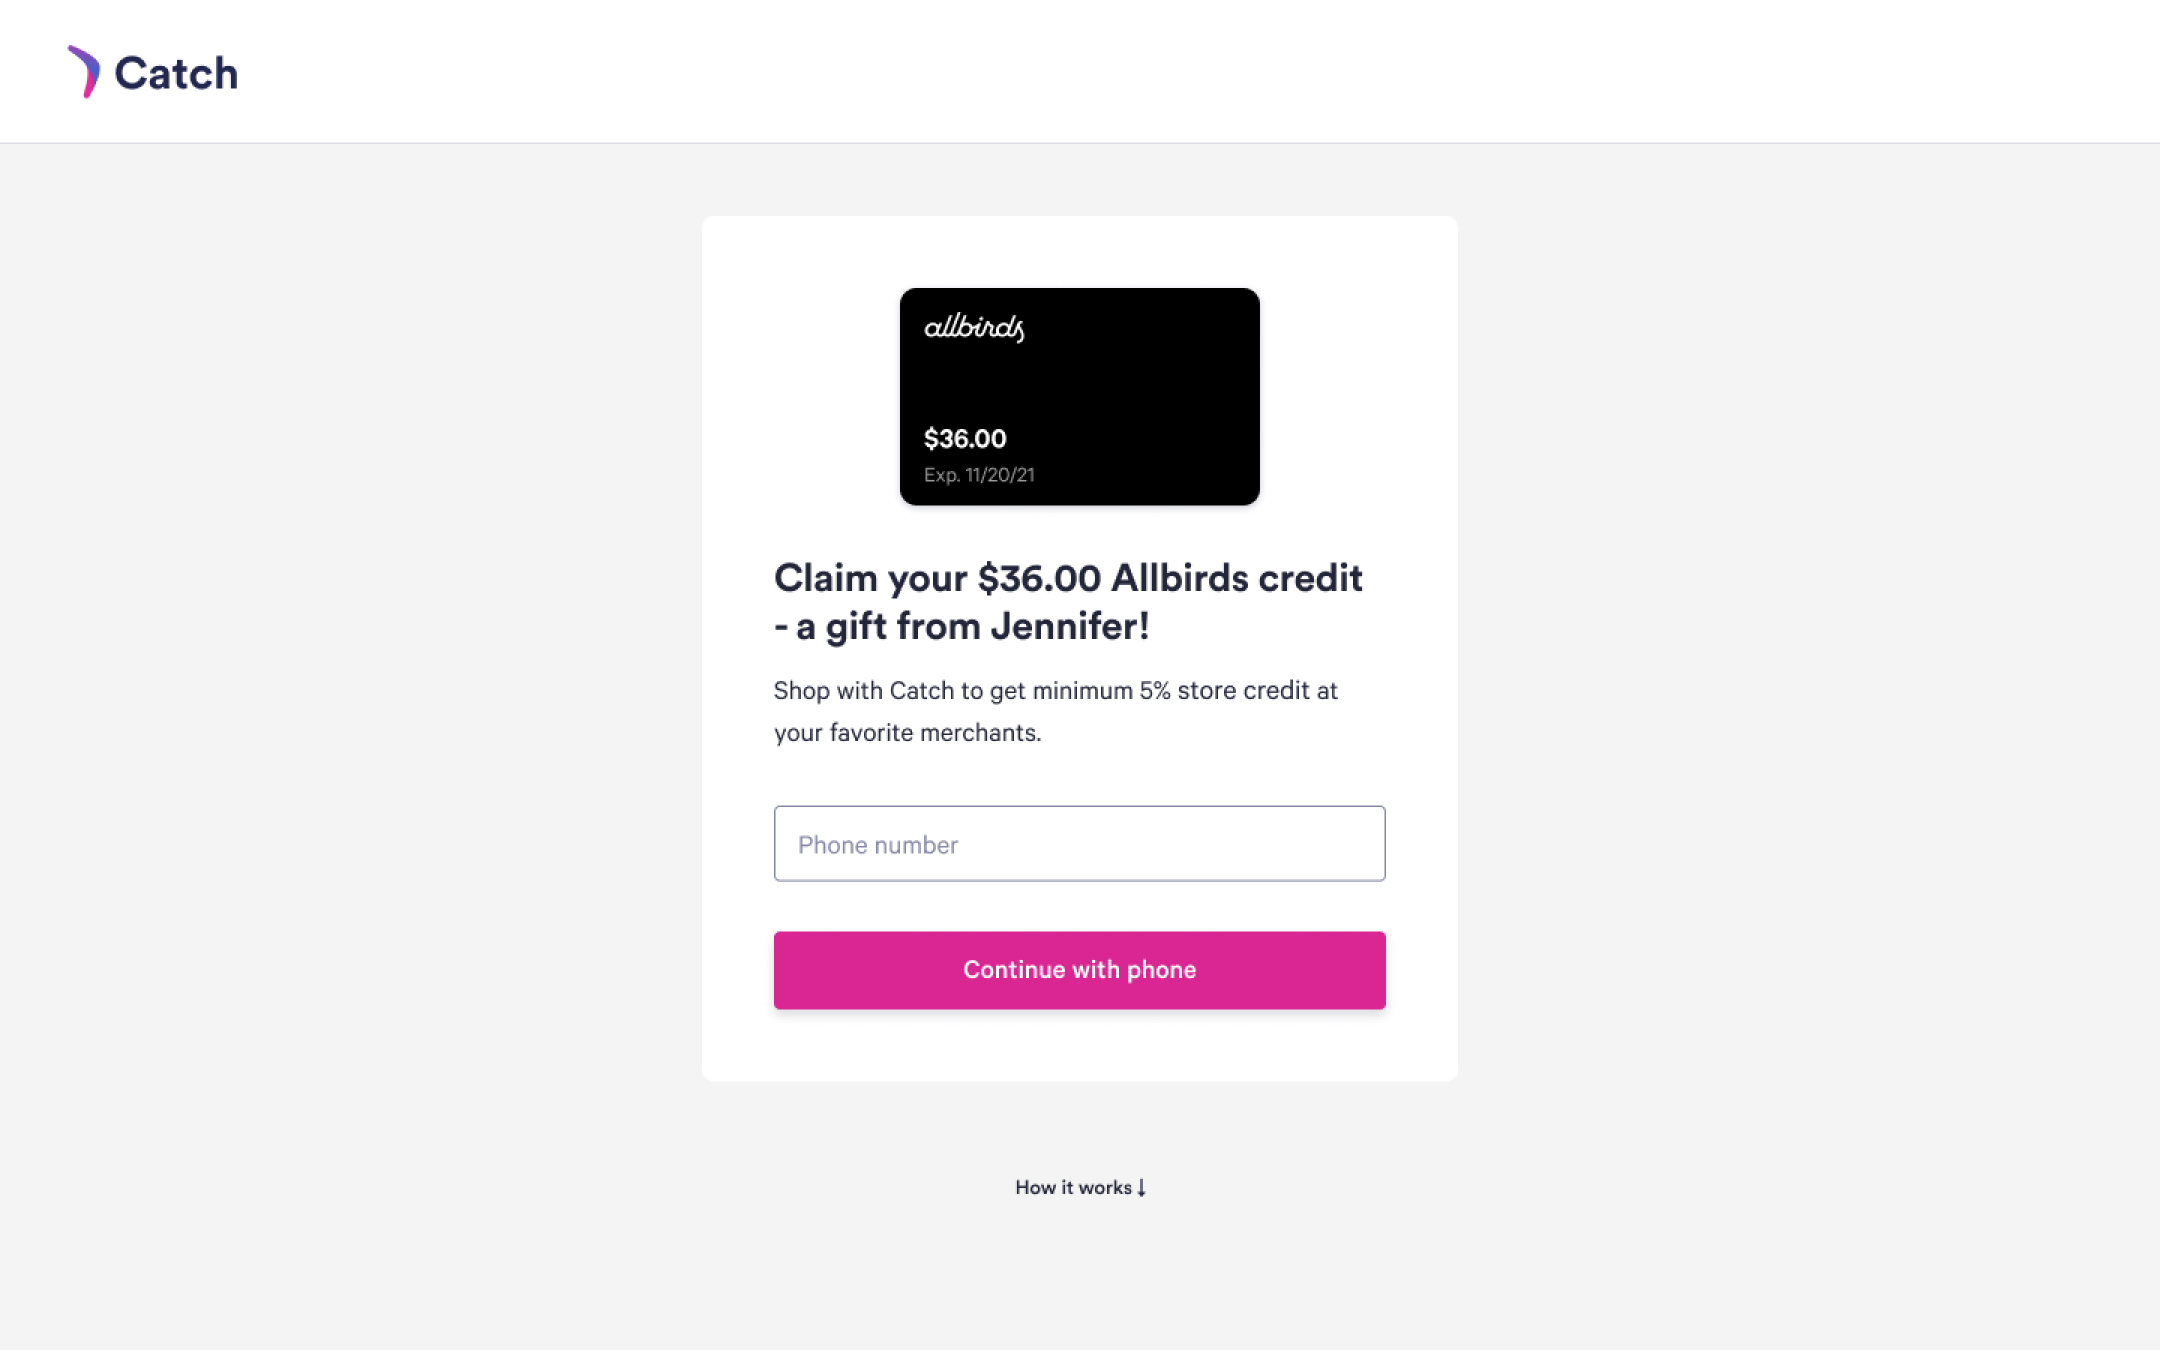 Catch
allbirds
$36.00
Exp. 11/20/21
Claim your $36.00 Allbirds credit
- a gift from Jennifer!
Shop with Catch to get minimum 5% store credit at
your favorite merchants.
Phone number
Continue with phone
How it works ↓